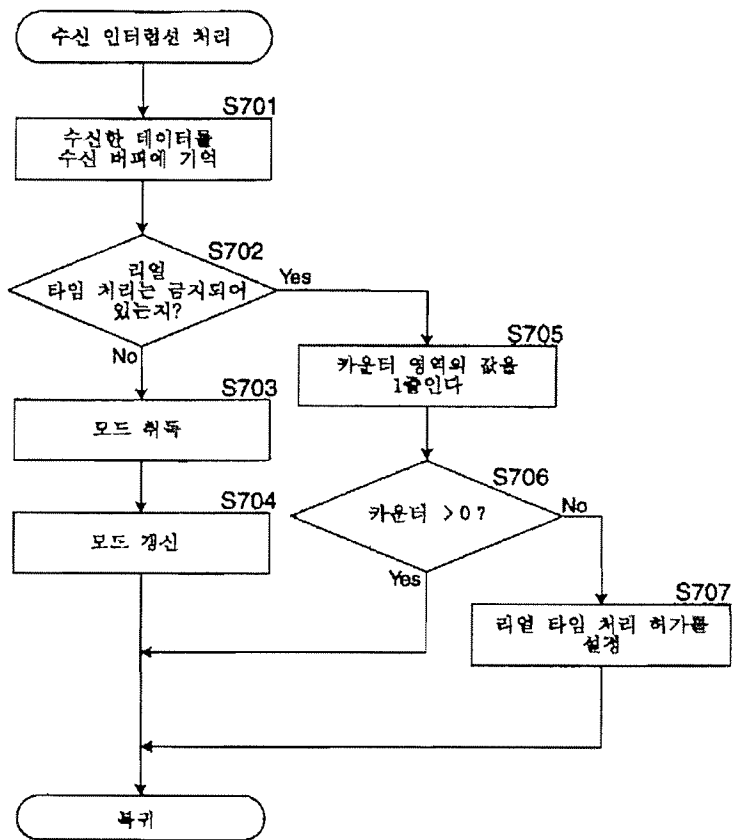 수신 인터럽션 처리
S701
수신한 데이터를
수신 버퍼에 기억
S702
리얼
타임 처리는 금지되어
있는지?
Yes
No
S703
모드 취득
S704
모드 갱신
S705
카운터 영역의 값을
1줄인다
S706
카운터 >0?
No
Yes
S707
리얼 타임 처리 허가를
설정
복귀